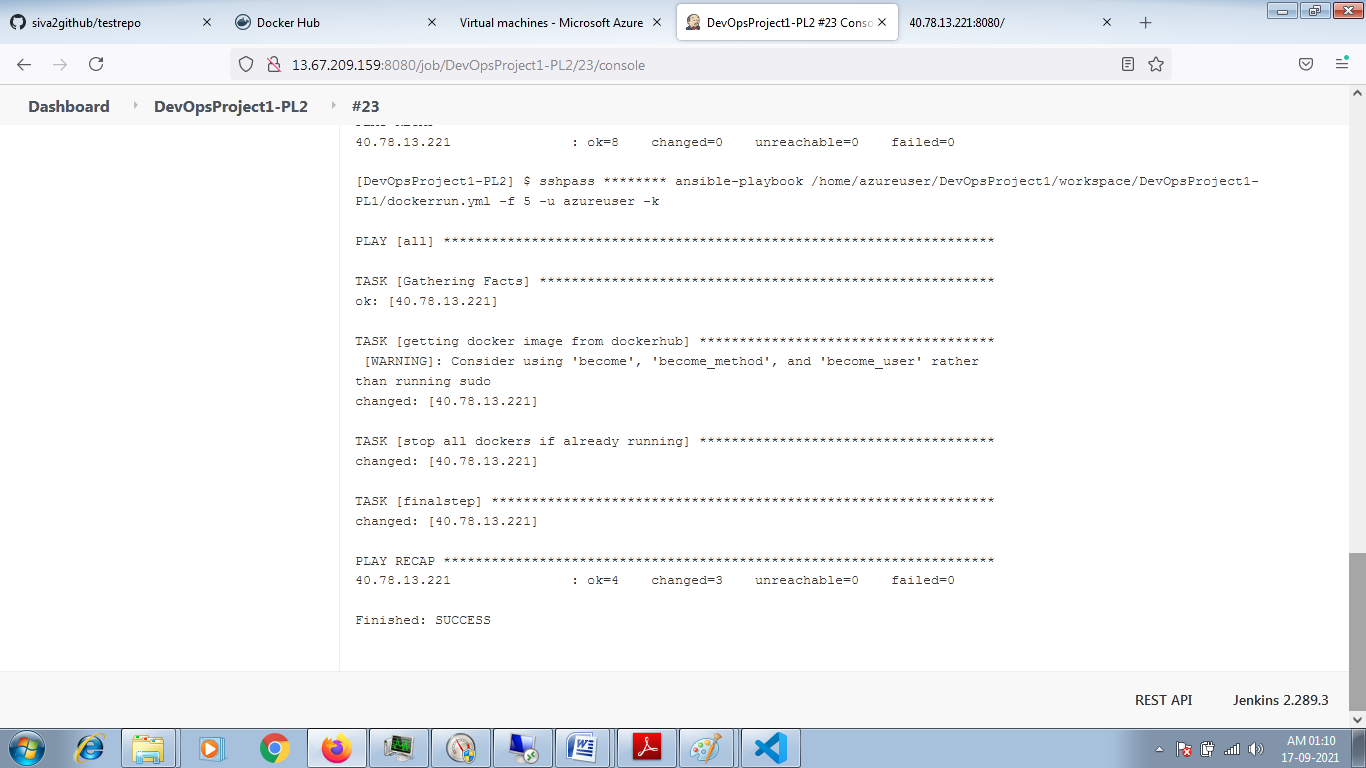 siva2github/testrepo
Docker Hub
Virtual machines - Microsoft Azure
DevOpsProject1-PL2 #23 Conso
40.78.13.221:8080/
13.67.209.159:8080/job/DevOpsProject1-PL2/23/console
Dashboard
DevOpsProject1-PL2
#23
40.78.13.221 : ok=8 changed=0 unreachable=0 failed=0
[DevOpsProject1-PL2] $ sshpass ******** ansible-playbook /home/azureuser/DevOpsProject1/workspace/DevOpsProject1-
PL1/dockerrun.yml -f 5 -u azureuser -k
PLAY [all] *********************************************************************
TASK [Gathering Facts] *********************************************************
ok: [40.78.13.221]
TASK [getting docker image from dockerhub] *************************************
[WARNING]: Consider using 'become', 'become_method', and 'become_user' rather
than running sudo
changed: [40.78.13.221]
TASK [stop all dockers if already running] *************************************
changed: [40.78.13.221]
TASK [finalstep] ***************************************************************
changed: [40.78.13.221]
PLAY RECAP *********************************************************************
40.78.13.221 : ok=4 changed=3 unreachable=0 failed=0
Finished: SUCCESS
REST API
Jenkins 2.289.3
AM 01:10
17-09-2021